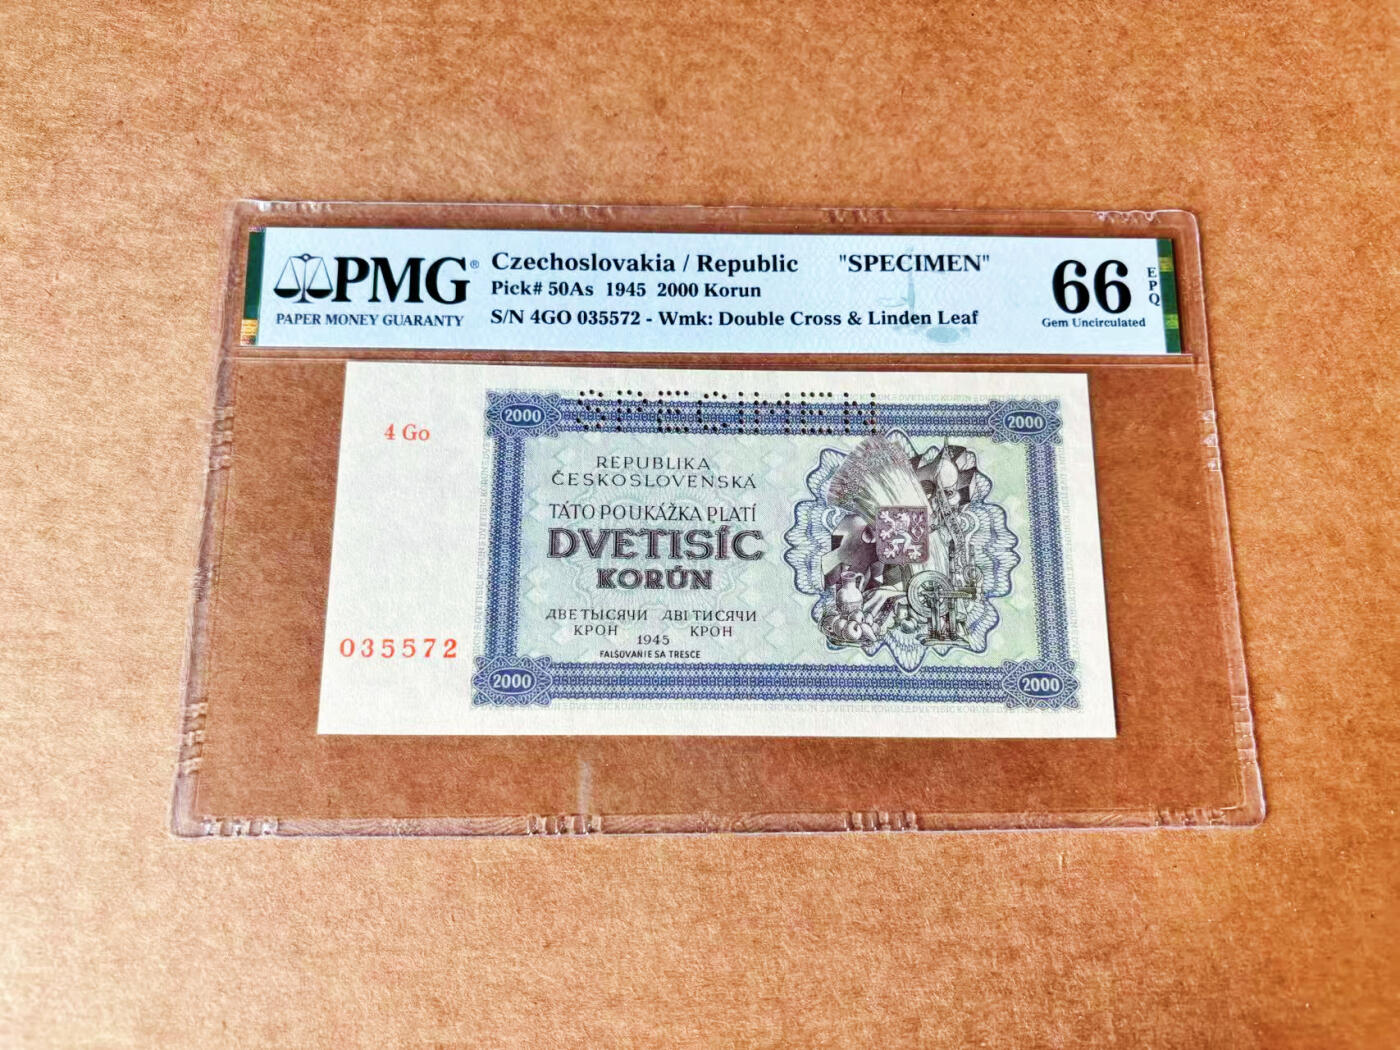 PMG®
PAPER MONEY GUARANTY
Czechoslovakia / Republic "SPECIMEN"
Pick# 50As 1945 2000 Korun
S/N 4GO 035572 - Wmk: Double Cross & Linden Leaf
66
EPQ
Gem Uncirculated
SPECIMEN
2000
2000
4 Go
REPUBLIKA
ČESKOSLOVENSKÁ
TÁTO POUKÁŽKA PLATÍ
DVETISÍC
KORÚN
ДВЕ ТЫСЯЧИ ДВІ ТИСЯЧИ
КРОН КРОН
1945
FALŠOVANIE SA TRESCE
035572
2000
2000